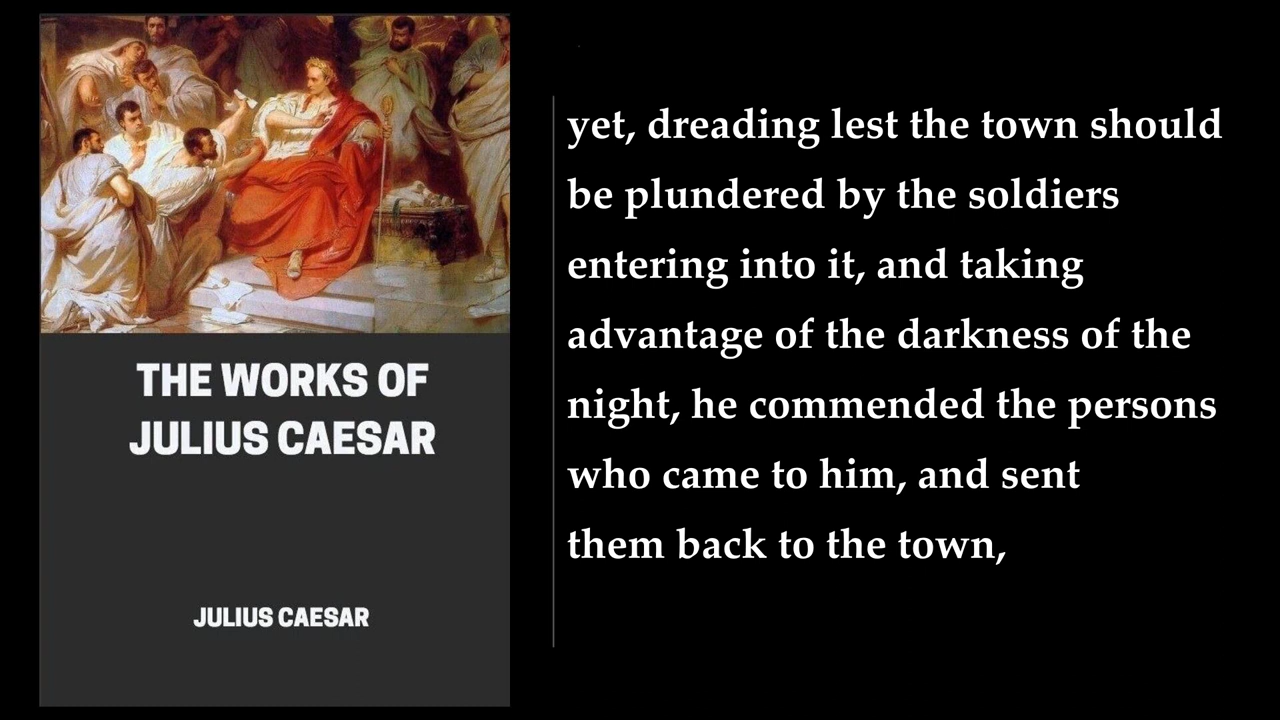 THE WORKS OF
JULIUS CAESAR
JULIUS CAESAR
yet, dreading lest the town should
be plundered by the soldiers
entering into it, and taking
advantage of the darkness of the
night, he commended the persons
who came to him, and sent
them back to the town,